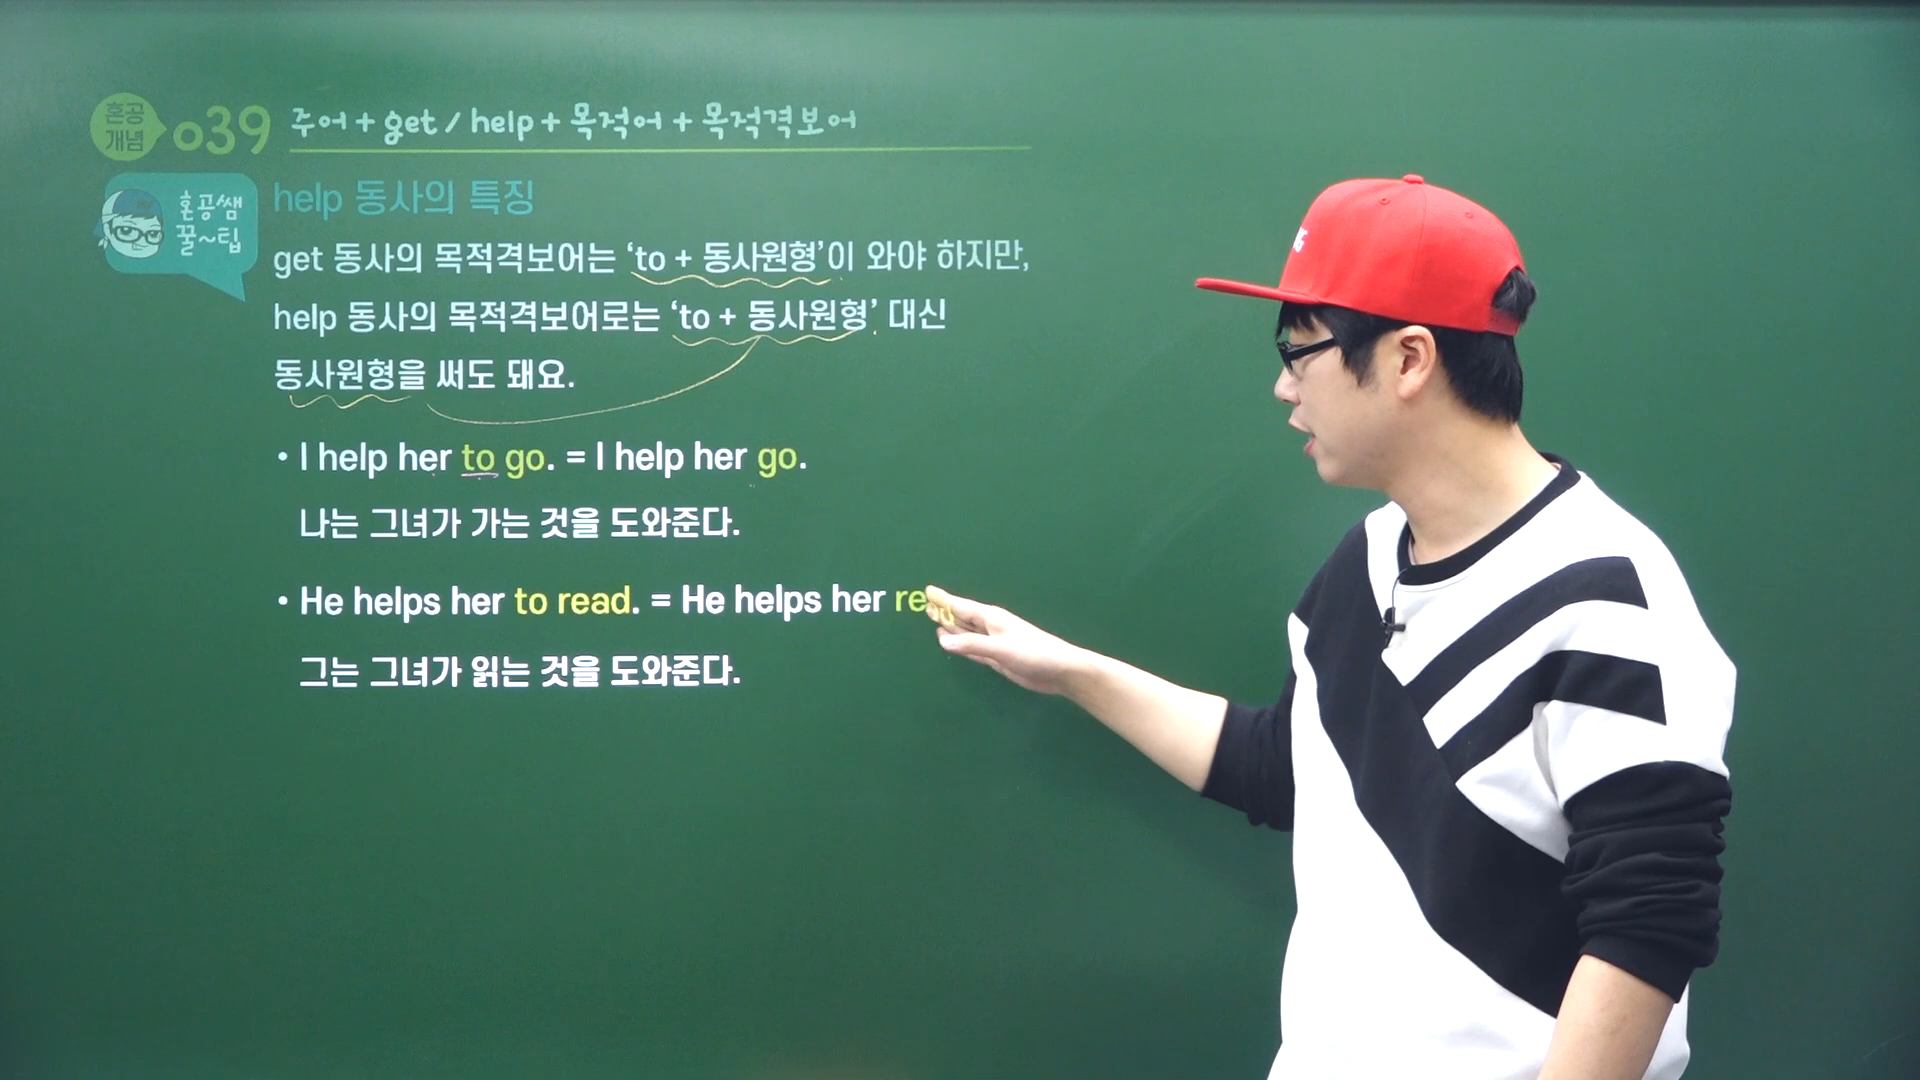 혼공
개념
039
주어 + get / help + 목적어 + 목적격보어
혼공쌤
꿀~팁
help 동사의 특징
get 동사의 목적격보어는 ‘to + 동사원형’이 와야 하지만,
help 동사의 목적격보어로는 ‘to + 동사원형’ 대신
동사원형을 써도 돼요.
• I help her to go. = I help her go.
나는 그녀가 가는 것을 도와준다.
• He helps her to read. = He helps her
그는 그녀가 읽는 것을 도와준다.